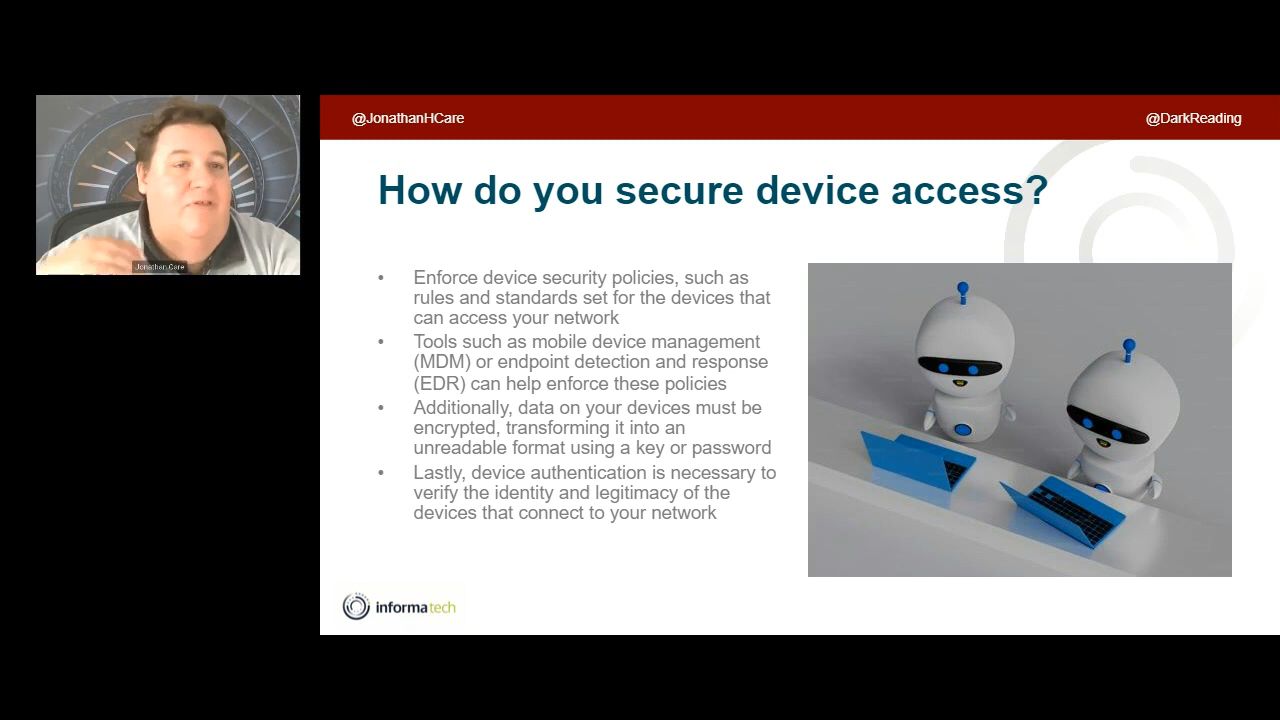 @JonathanHCare
@DarkReading
How do you secure device access?
Jonathan Care
• Enforce device security policies, such as
rules and standards set for the devices that
can access your network
• Tools such as mobile device management
(MDM) or endpoint detection and response
(EDR) can help enforce these policies
• Additionally, data on your devices must be
encrypted, transforming it into an
unreadable format using a key or password
• Lastly, device authentication is necessary to
verify the identity and legitimacy of the
devices that connect to your network
informa tech